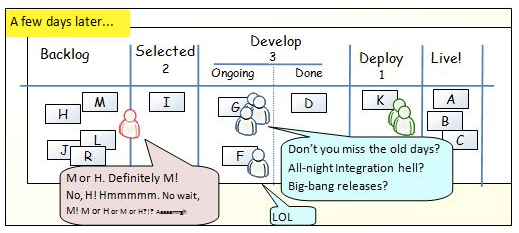 A few days later...
Backlog
Selected
2
Develop
3
Ongoing
Done
Deploy
1
Live!
H
M
J
L
R
I
G
F
D
K
A
B
C
M or H. Definitely M!
No, H! Hmmmmm. No wait,
M! M or H or M or H?!? Aaaaarrrgh
Don't you miss the old days?
All-night Integration hell?
Big-bang releases?
LOL